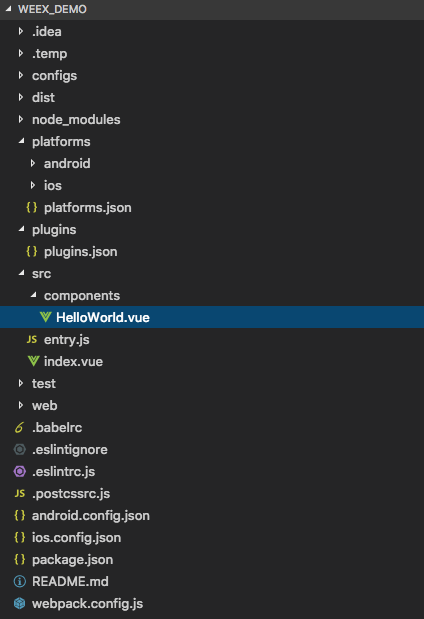 WEEX_DEMO
.idea
.temp
configs
dist
node_modules
platforms
android
ios
{ } platforms.json
plugins
{ } plugins.json
src
components
HelloWorld.vue
JS entry.js
index.vue
test
web
.babelrc
.eslintignore
.eslintrc.js
JS .postcssrc.js
{ } android.config.json
{ } ios.config.json
{ } package.json
README.md
webpack.config.js